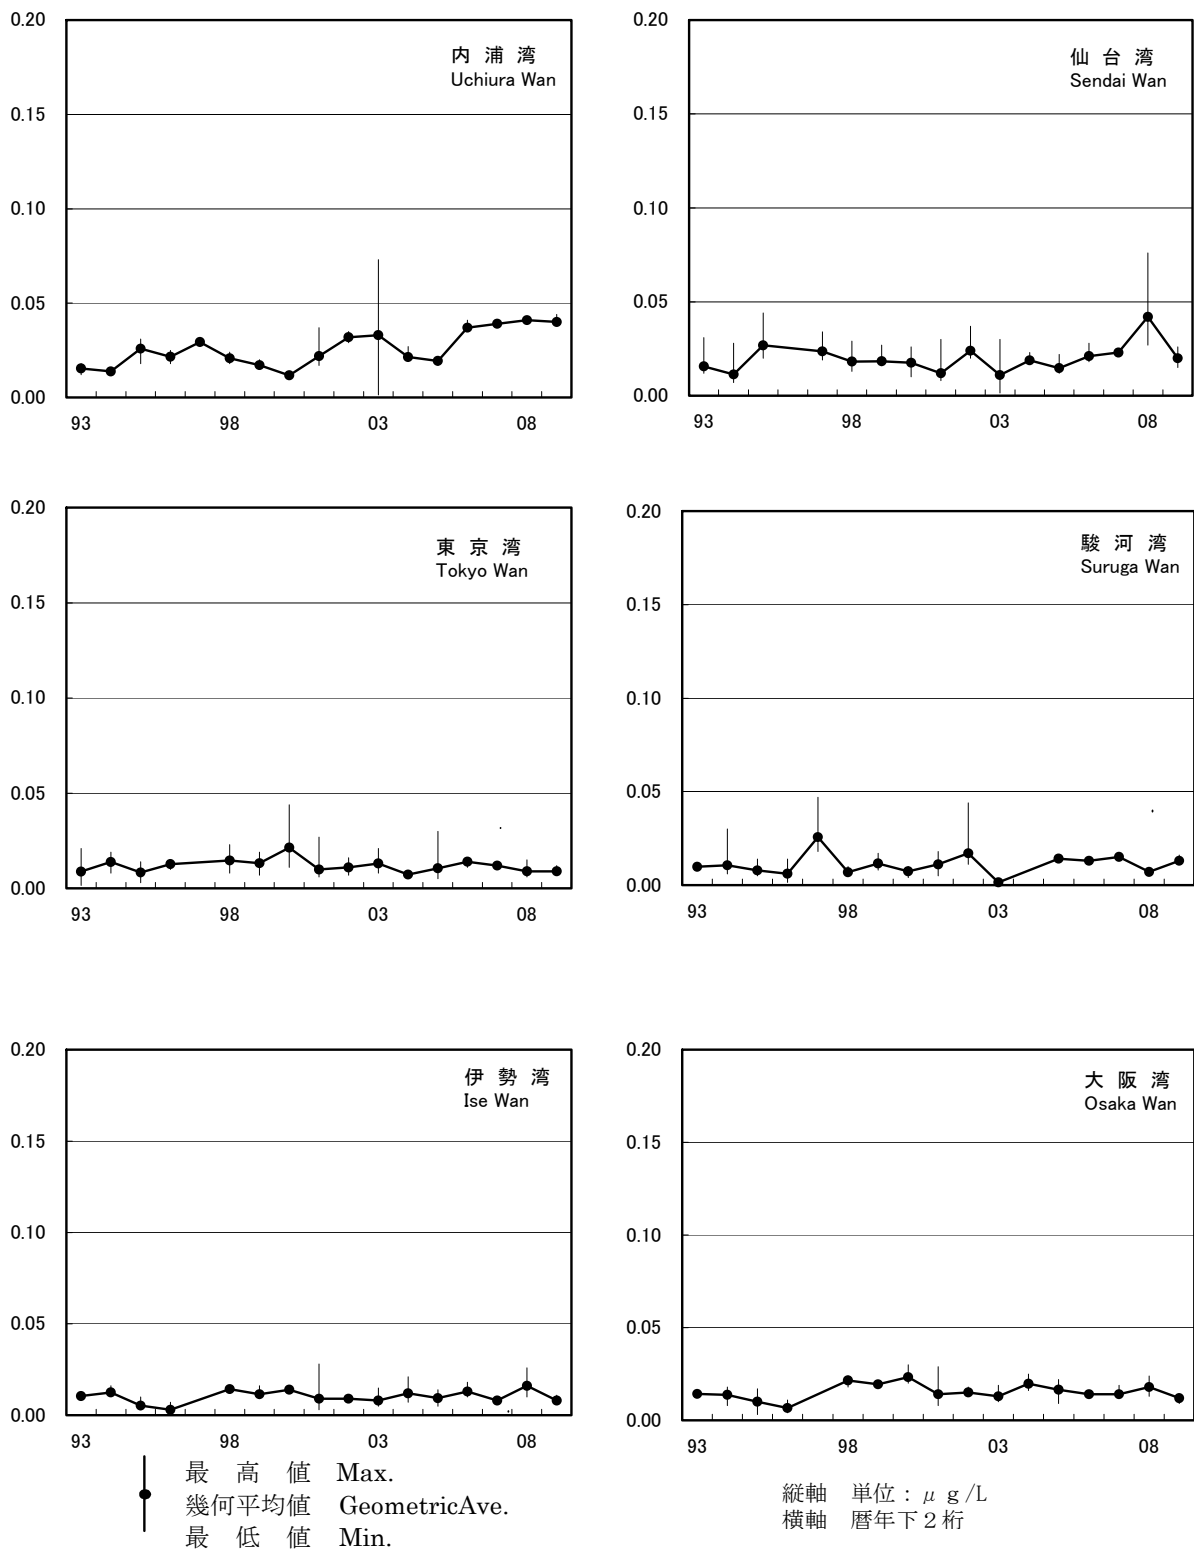 0.20
0.15
0.10
0.05
0.00
内 浦 湾
Uchiura Wan
93 98 03 08
0.20
0.15
0.10
0.05
0.00
仙 台 湾
Sendai Wan
93 98 03 08
0.20
0.15
0.10
0.05
0.00
東 京 湾
Tokyo Wan
93 98 03 08
0.20
0.15
0.10
0.05
0.00
駿 河 湾
Suruga Wan
93 98 03 08
0.20
0.15
0.10
0.05
0.00
伊 勢 湾
Ise Wan
93 98 03 08
0.20
0.15
0.10
0.05
0.00
大 阪 湾
Osaka Wan
93 98 03 08
最 高 値 Max.
幾何平均値 GeometricAve.
最 低 値 Min.
縦軸 単位：μ g/L
横軸 暦年下２桁